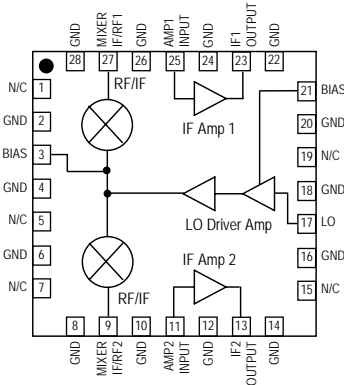 GND
MIXER
IF/RF1
GND
AMP1
INPUT
GND
IF1
OUTPUT
GND
28
27
26
25
24
23
22
N/C
1
GND
2
BIAS
3
GND
4
N/C
5
GND
6
N/C
7
RF/IF
IF Amp 1
LO Driver Amp
IF Amp 2
RF/IF
21
BIAS
20
GND
19
N/C
18
GND
17
LO
16
GND
15
N/C
8
9
10
11
12
13
14
GND
MIXER
IF/RF2
GND
AMP2
INPUT
GND
IF2
OUTPUT
GND